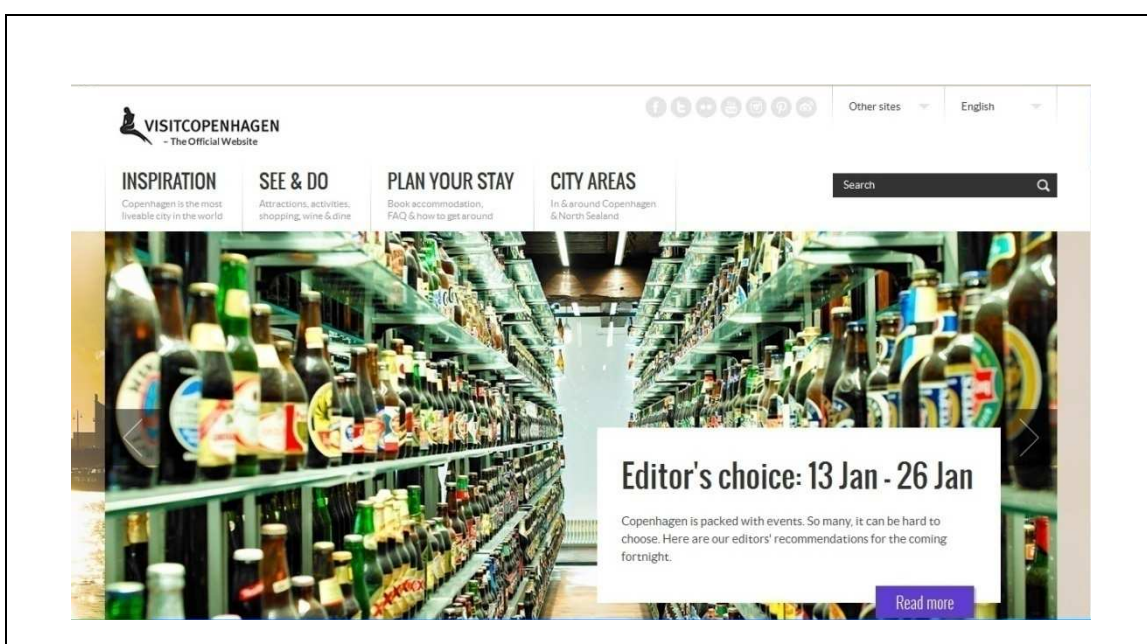 Other sites
English
VISITCOPENHAGEN
– The Official Website
INSPIRATION
Copenhagen is the most
liveable city in the world
SEE & DO
Attractions, activities,
shopping, wine & dine
PLAN YOUR STAY
Book accommodation,
FAQ & how to get around
CITY AREAS
In & around Copenhagen
& North Sealand
Search
Editor's choice: 13 Jan - 26 Jan
Copenhagen is packed with events. So many, it can be hard to
choose. Here are our editors' recommendations for the coming
fortnight.
Read more